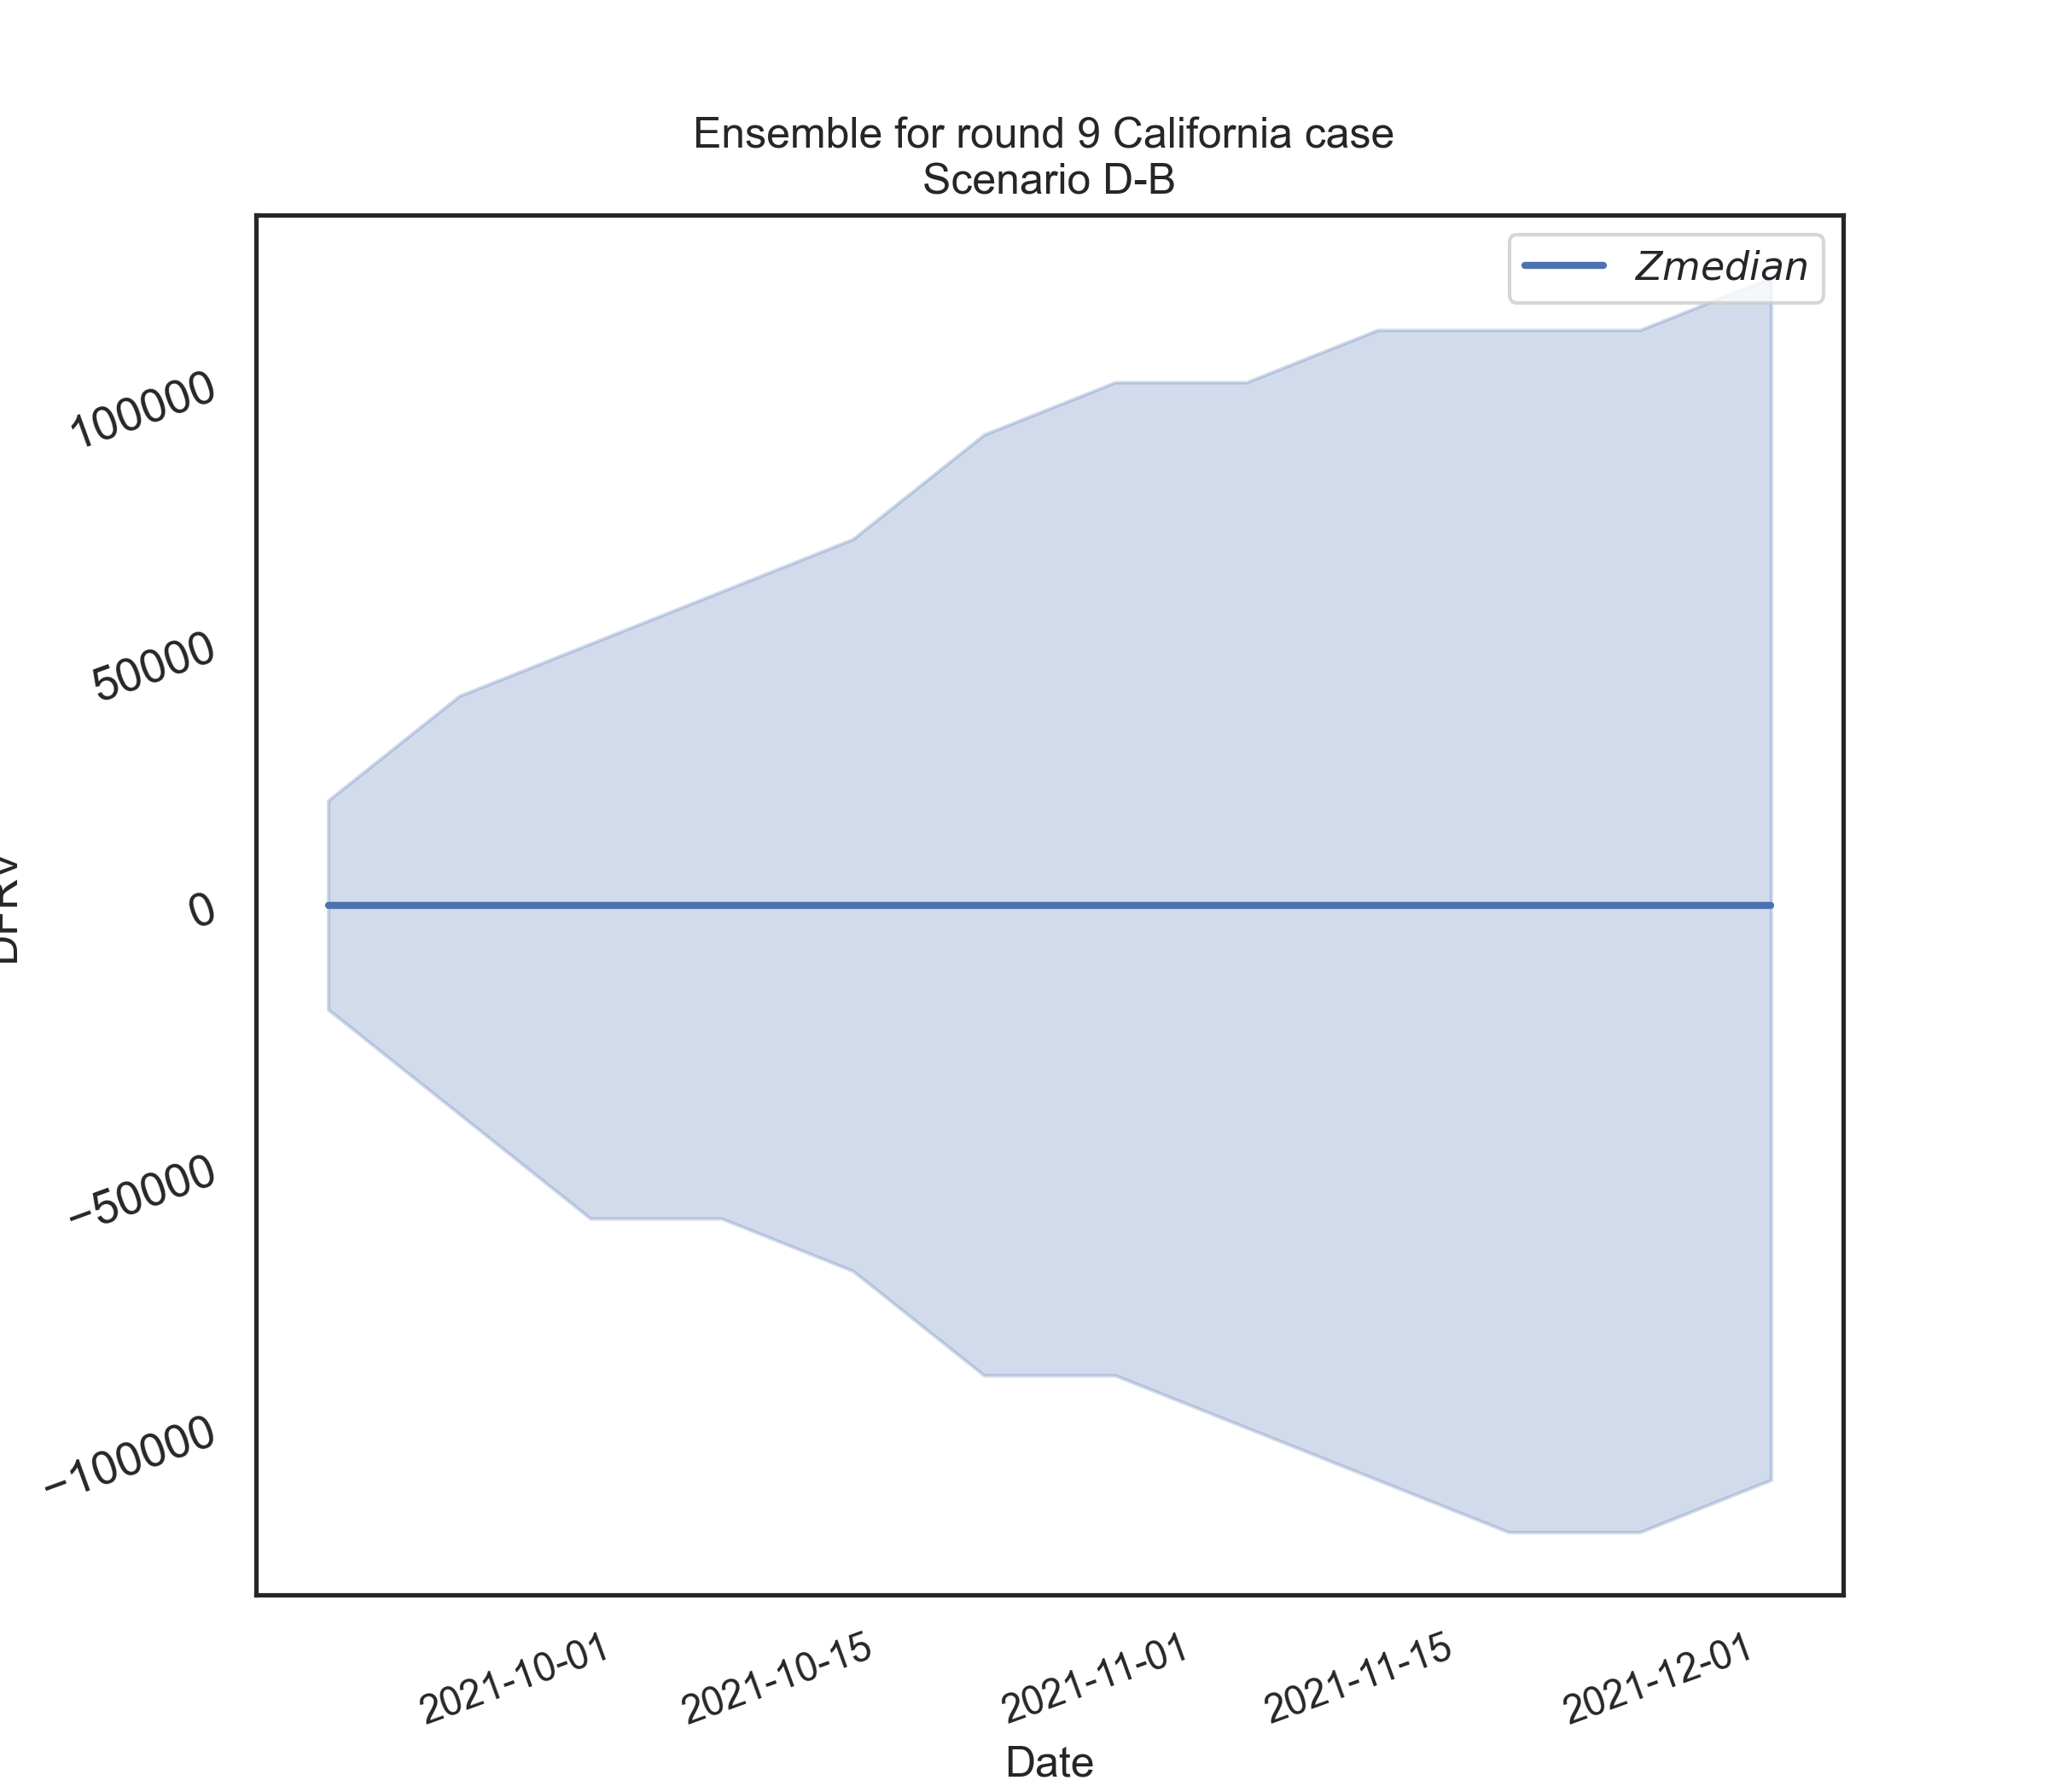 Ensemble for round 9 California case
Scenario D-B
Zmedian
100000
50000
0
−50000
−100000
2021-10-01
2021-10-15
2021-11-01
2021-11-15
2021-12-01
Date